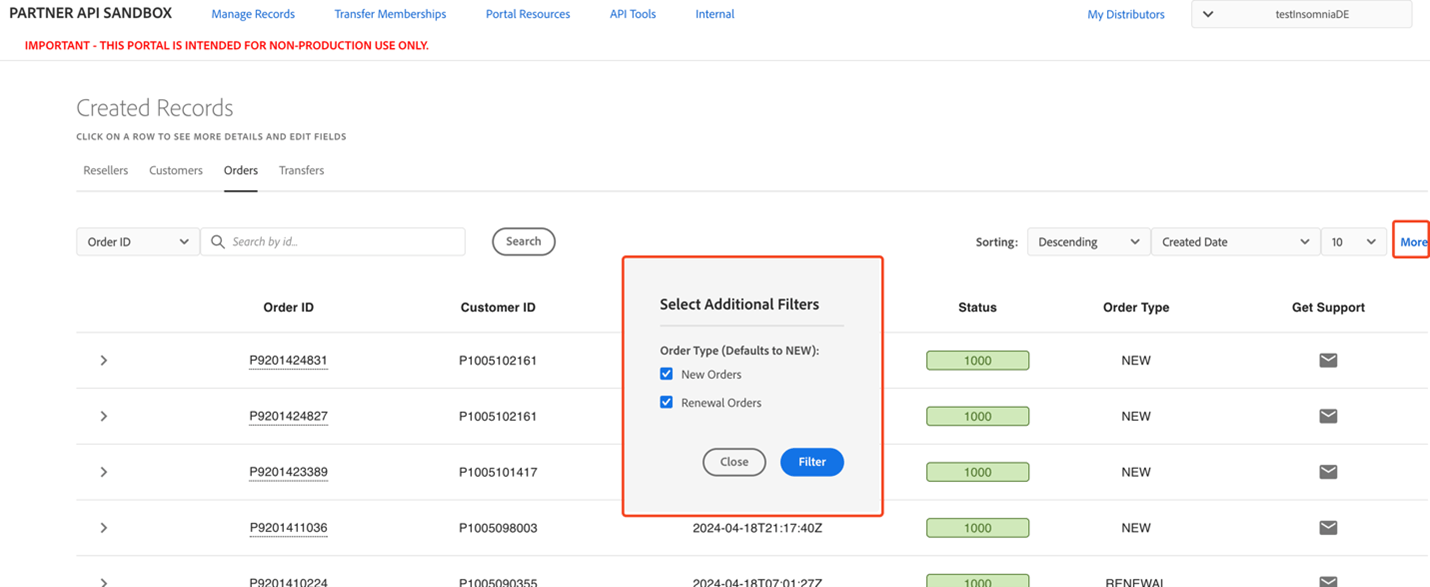 PARTNER API SANDBOX Manage Records Transfer Memberships Portal Resources API Tools Internal My Distributors testInsomniaDE
IMPORTANT - THIS PORTAL IS INTENDED FOR NON-PRODUCTION USE ONLY.
Created Records
CLICK ON A ROW TO SEE MORE DETAILS AND EDIT FIELDS
Resellers Customers Orders Transfers
Order ID Search by id... Search Sorting: Descending Created Date 10 More
Order ID Customer ID Status Order Type Get Support
Select Additional Filters
Order Type (Defaults to NEW):
New Orders
Renewal Orders
Close Filter
P9201424831 P1005102161 1000 NEW
P9201424827 P1005102161 1000 NEW
P9201423389 P1005101417 1000 NEW
P9201411036 P1005098003 2024-04-18T21:17:40Z 1000 NEW
P9201410224 P1005090355 2024-04-18T07:01:27Z 1000 RENEWAL